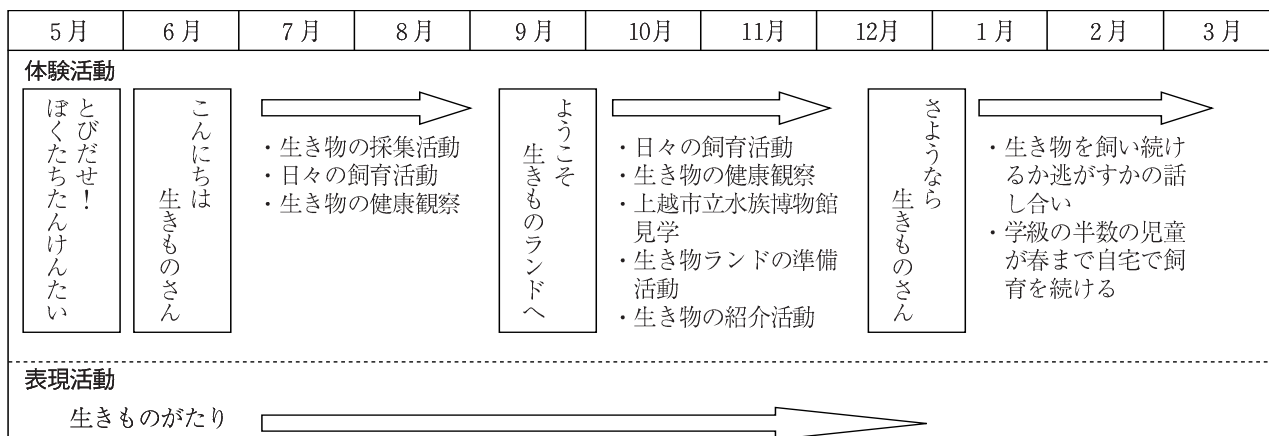 5月 6月 7月 8月 9月 10月 11月 12月 1月 2月 3月
体験活動
とびだせ!
ぼくたちたんけんたい
こんにちは
生きものさん
・生き物の採集活動
・日々の飼育活動
・生き物の健康観察
ようこそ
生きものランドへ
・日々の飼育活動
・生き物の健康観察
・上越市立水族博物館
見学
・生き物ランドの準備
活動
・生き物の紹介活動
さようなら
生きものさん
・生き物を飼い続け
るか逃がすかの話
し合い
・学級の半数の児童
が春まで自宅で飼
育を続ける
表現活動
生きものがたり